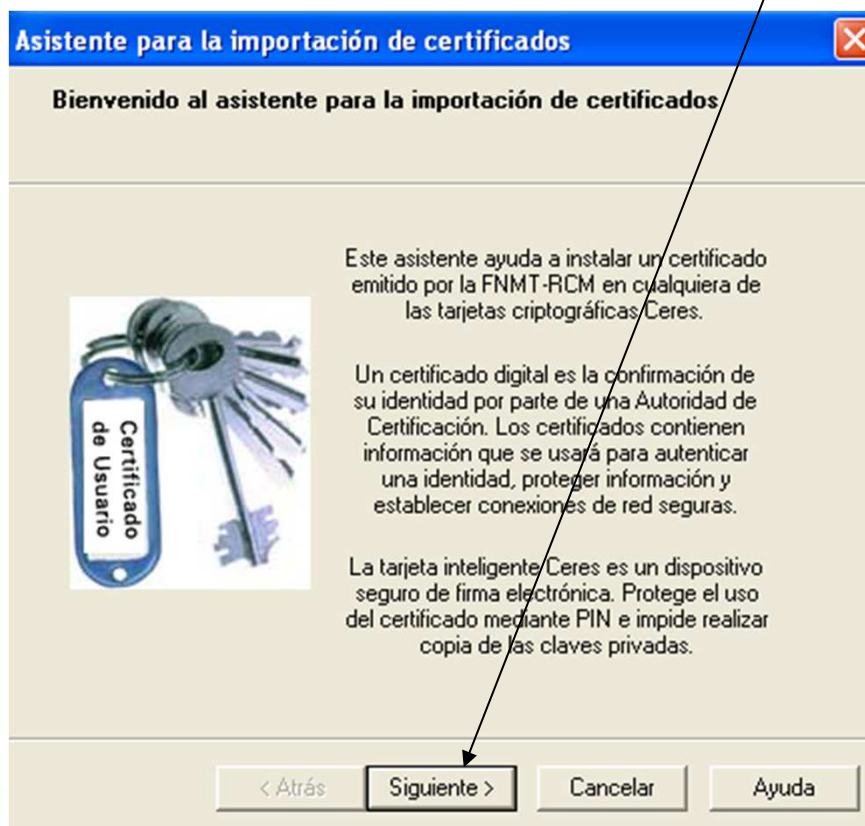 Asistente para la importación de certificados
Bienvenido al asistente para la importación de certificados
Este asistente ayuda a instalar un certificado
emitido por la FNMT-RCM en cualquiera de
las tarjetas criptográficas Ceres.
Certificado
de Usuario
Un certificado digital es la confirmación de
su identidad por parte de una Autoridad de
Certificación. Los certificados contienen
información que se usará para autenticar
una identidad, proteger información y
establecer conexiones de red seguras.
La tarjeta inteligente Ceres es un dispositivo
seguro de firma electrónica. Protege el uso
del certificado mediante PIN e impide realizar
copia de las claves privadas.
< Atrás
Siguiente >
Cancelar
Ayuda